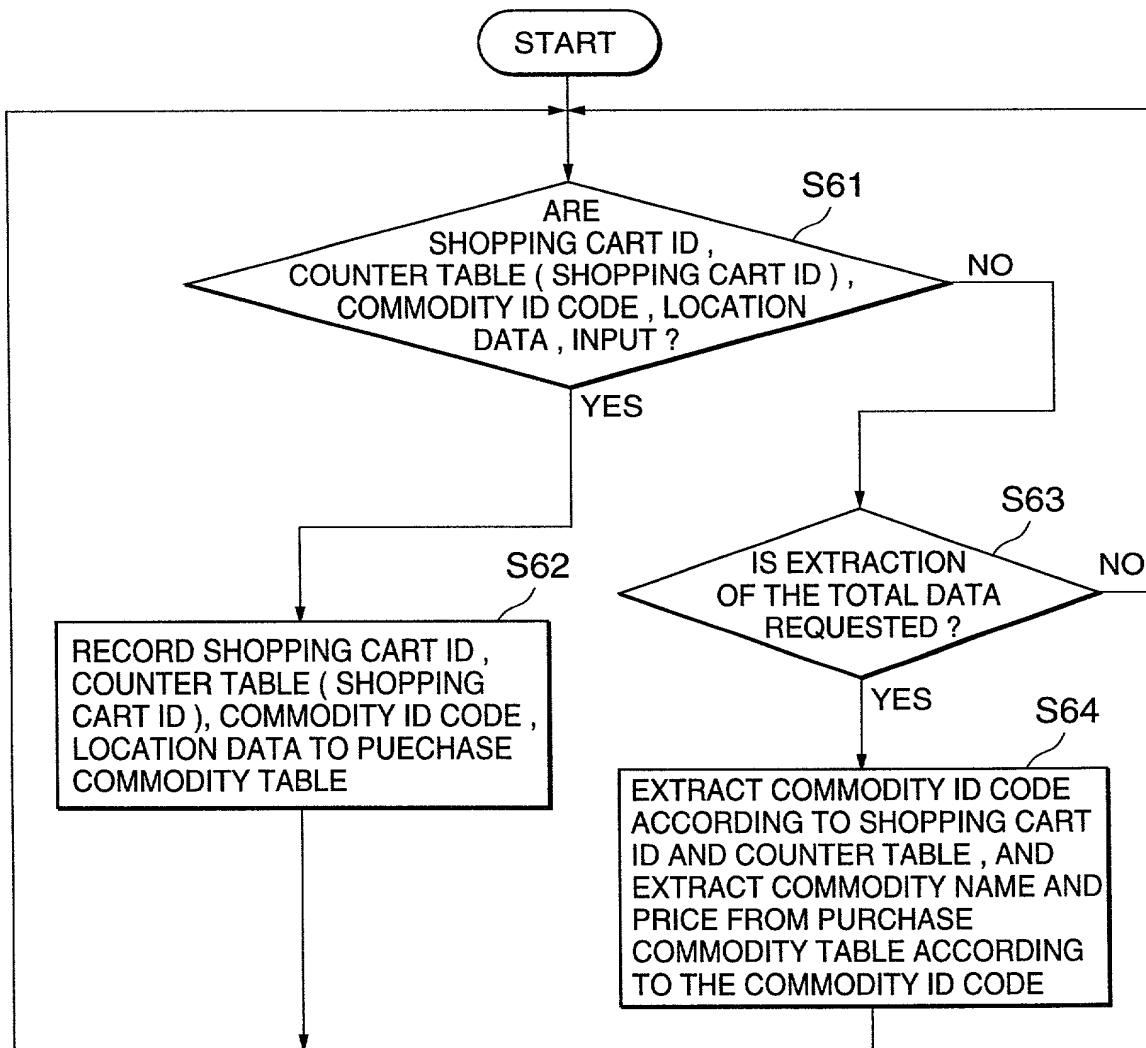 START
S61
ARE
SHOPPING CART ID ,
COUNTER TABLE ( SHOPPING CART ID ) ,
COMMODITY ID CODE , LOCATION
DATA , INPUT ?
NO
YES
S63
IS EXTRACTION
OF THE TOTAL DATA
REQUESTED ?
NO
YES
S62
RECORD SHOPPING CART ID ,
COUNTER TABLE ( SHOPPING
CART ID ), COMMODITY ID CODE ,
LOCATION DATA TO PUECHASE
COMMODITY TABLE
S64
EXTRACT COMMODITY ID CODE
ACCORDING TO SHOPPING CART
ID AND COUNTER TABLE , AND
EXTRACT COMMODITY NAME AND
PRICE FROM PURCHASE
COMMODITY TABLE ACCORDING
TO THE COMMODITY ID CODE